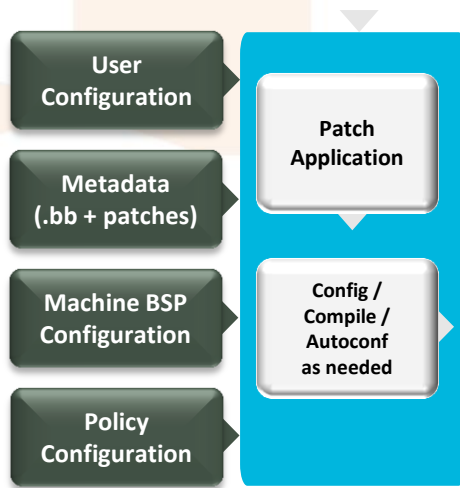 User
Configuration
Metadata
(.bb + patches)
Machine BSP
Configuration
Policy
Configuration
Patch
Application
Config /
Compile /
Autoconf
as needed